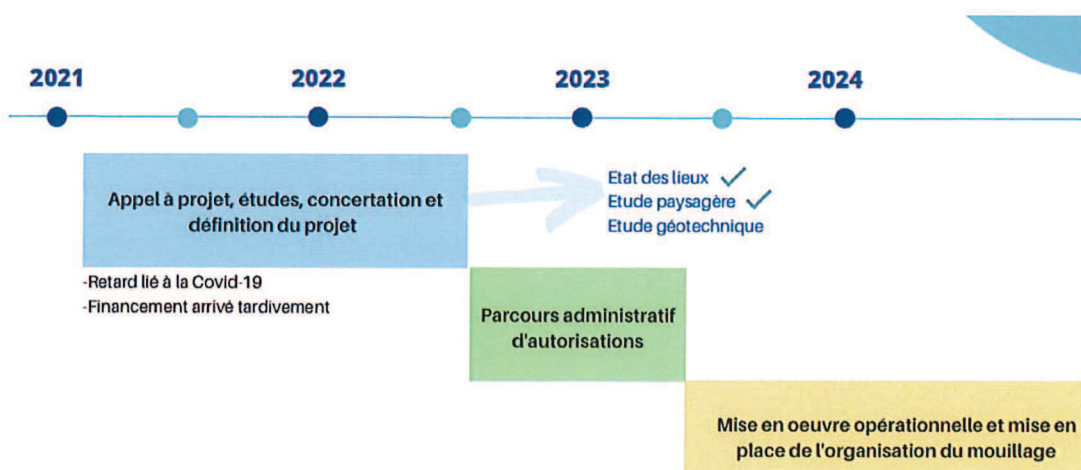 2021
2022
2023
2024
Appel à projet, études, concertation et
définition du projet
Etat des lieux
Etude paysagère
Etude géotechnique
-Retard lié à la Covid-19
-Financement arrivé tardivement
Parcours administratif
d'autorisations
Mise en oeuvre opérationnelle et mise en
place de l'organisation du mouillage